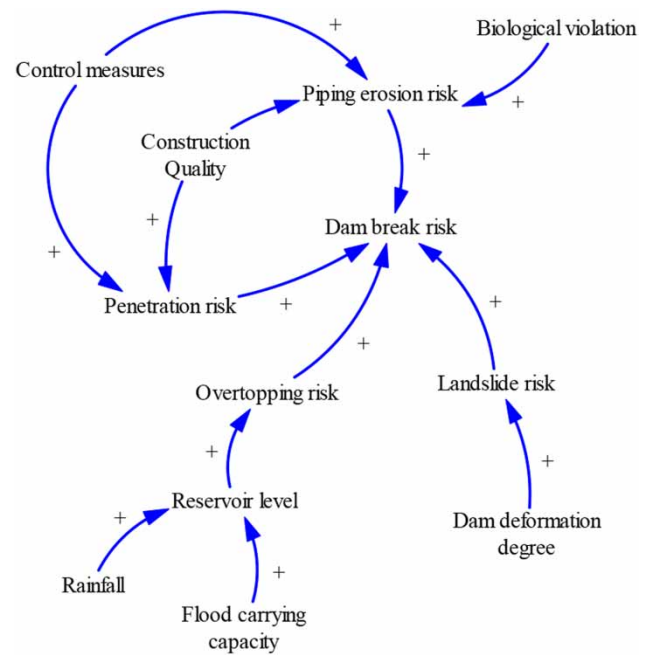 +
Biological violation
Control measures
Piping erosion risk
+
Construction
Quality
+
+
Dam break risk
+
Penetration risk
+
+
+
Landslide risk
Overtopping risk
+
+
Reservoir level
+
Dam deformation
degree
+
Rainfall
Flood carrying
capacity